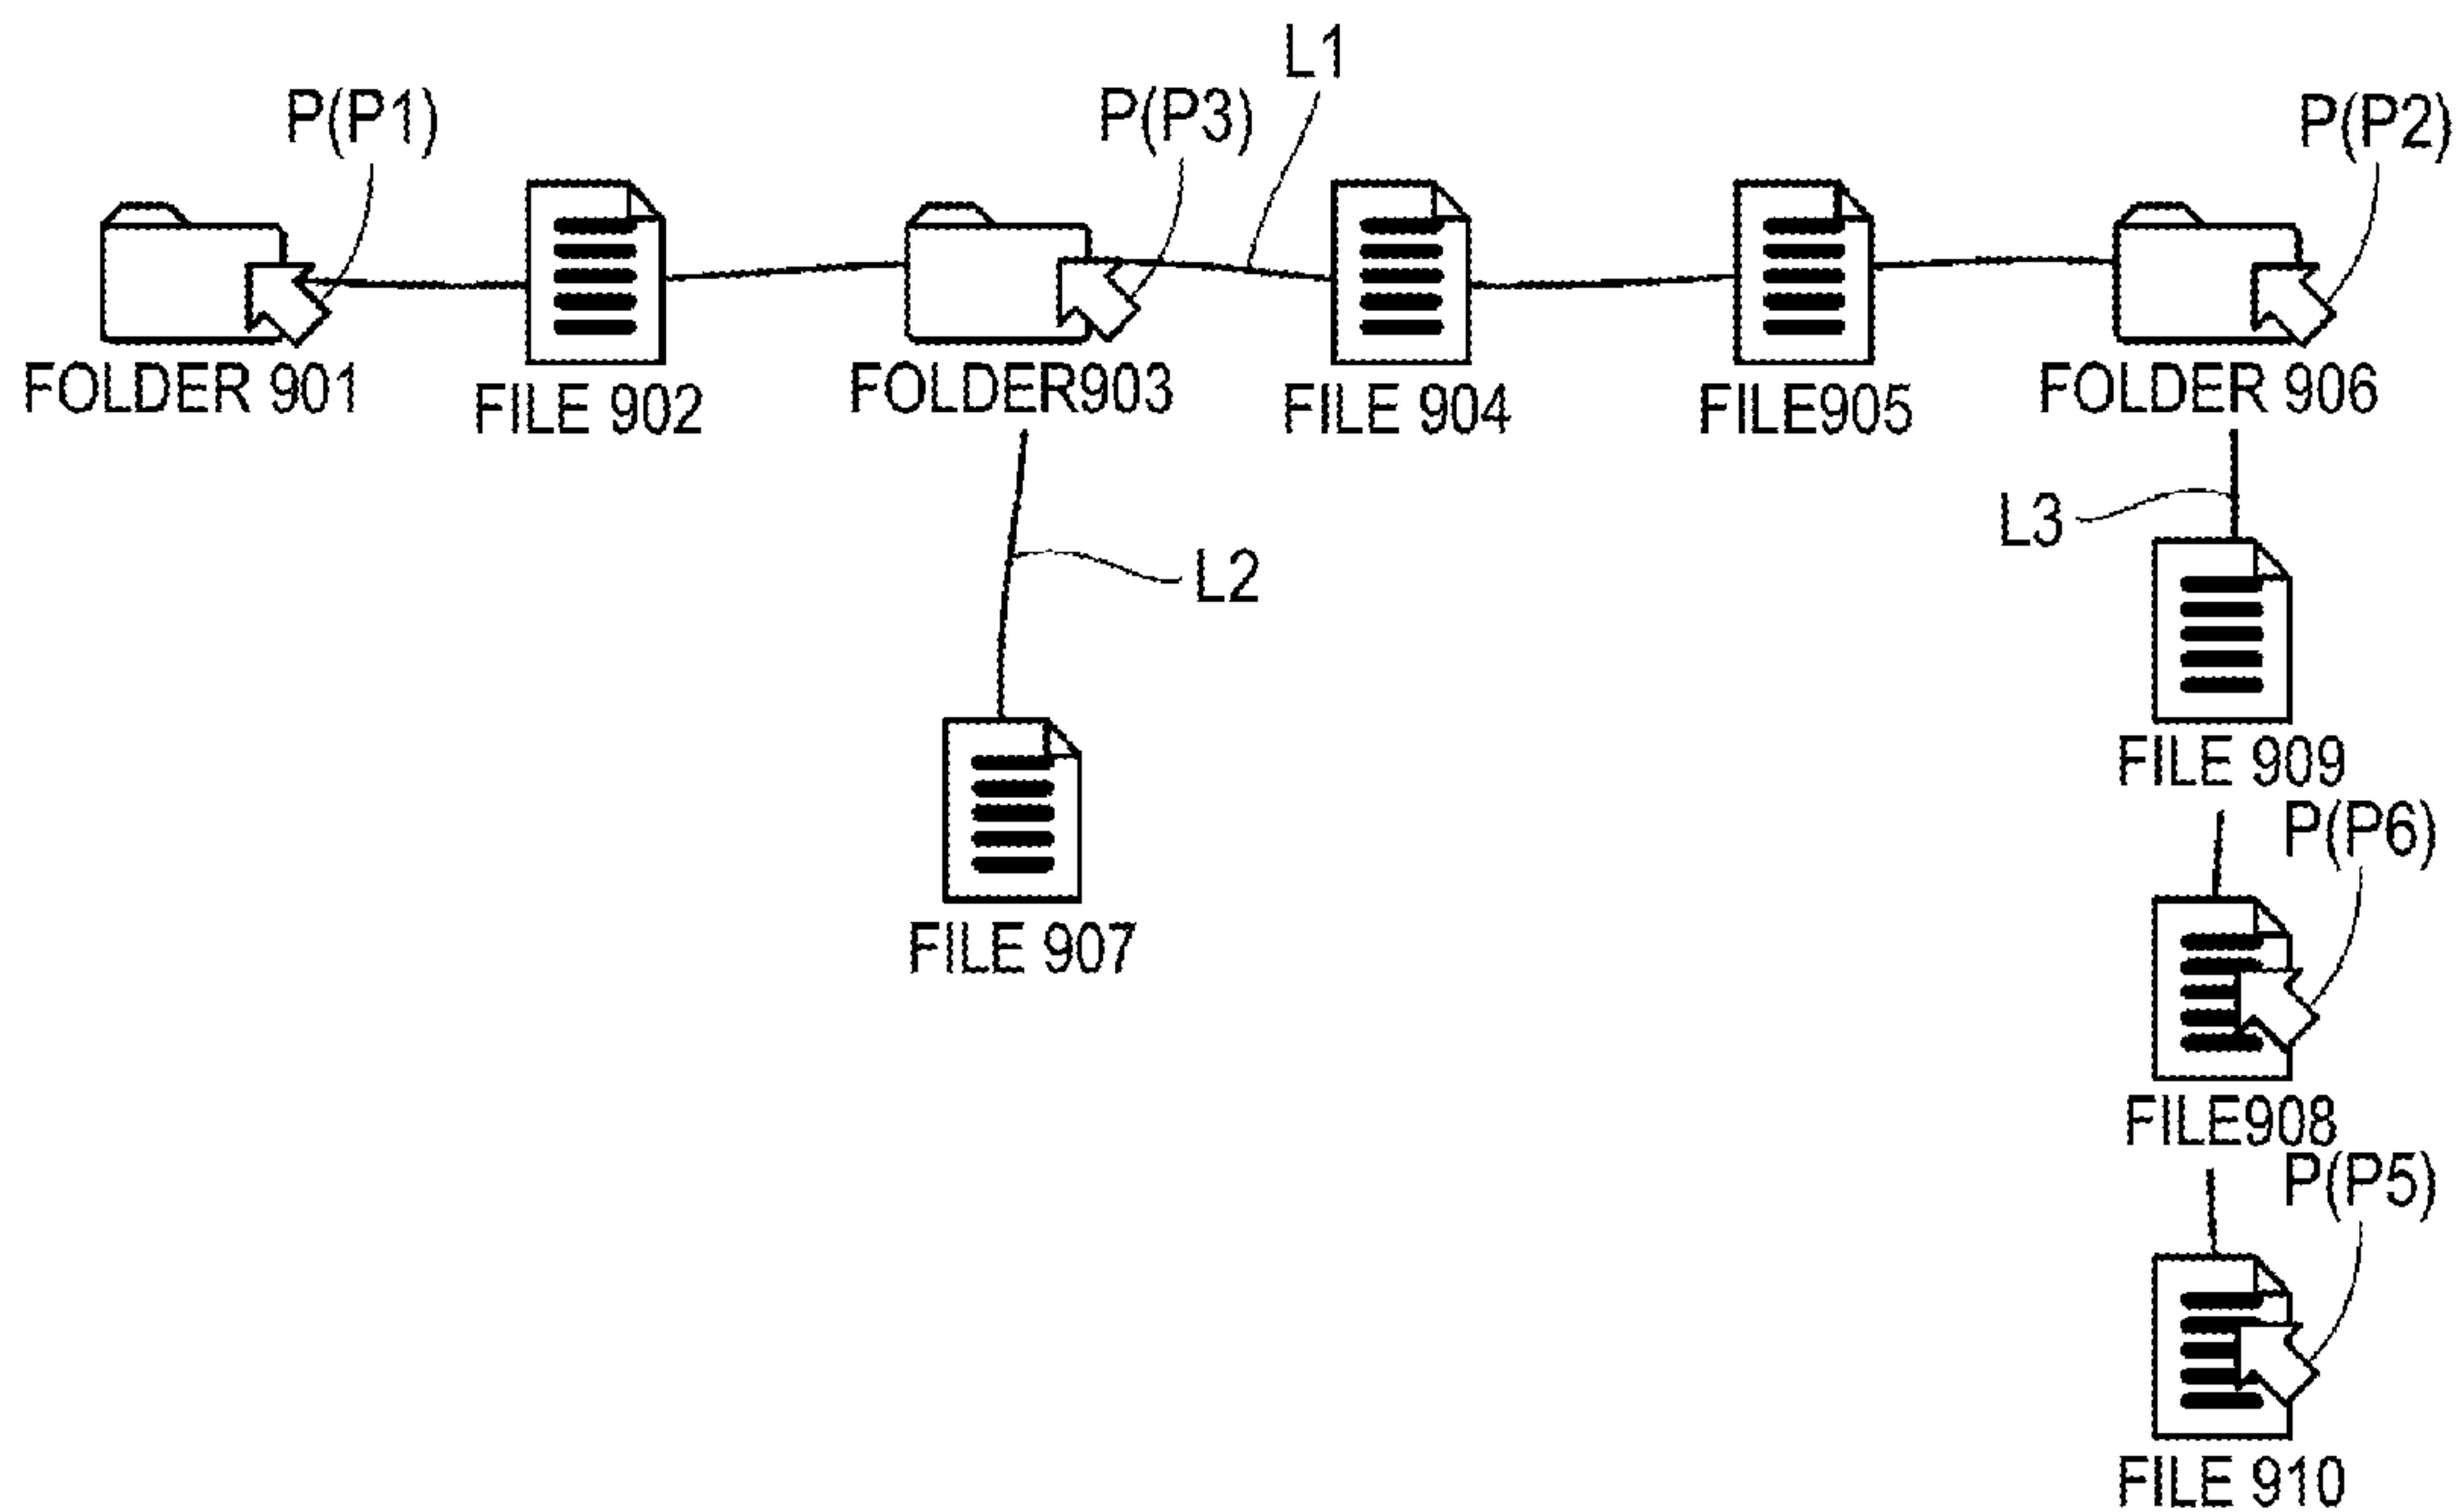 L1
P(P1)
P(P3)
P(P2)
FOLDER 901
FILE 902
FOLDER903
FILE 904
FILE905
FOLDER 906
L3
L2
FILE 909
P(P6)
FILE 907
FILE908
P(P5)
FILE 910